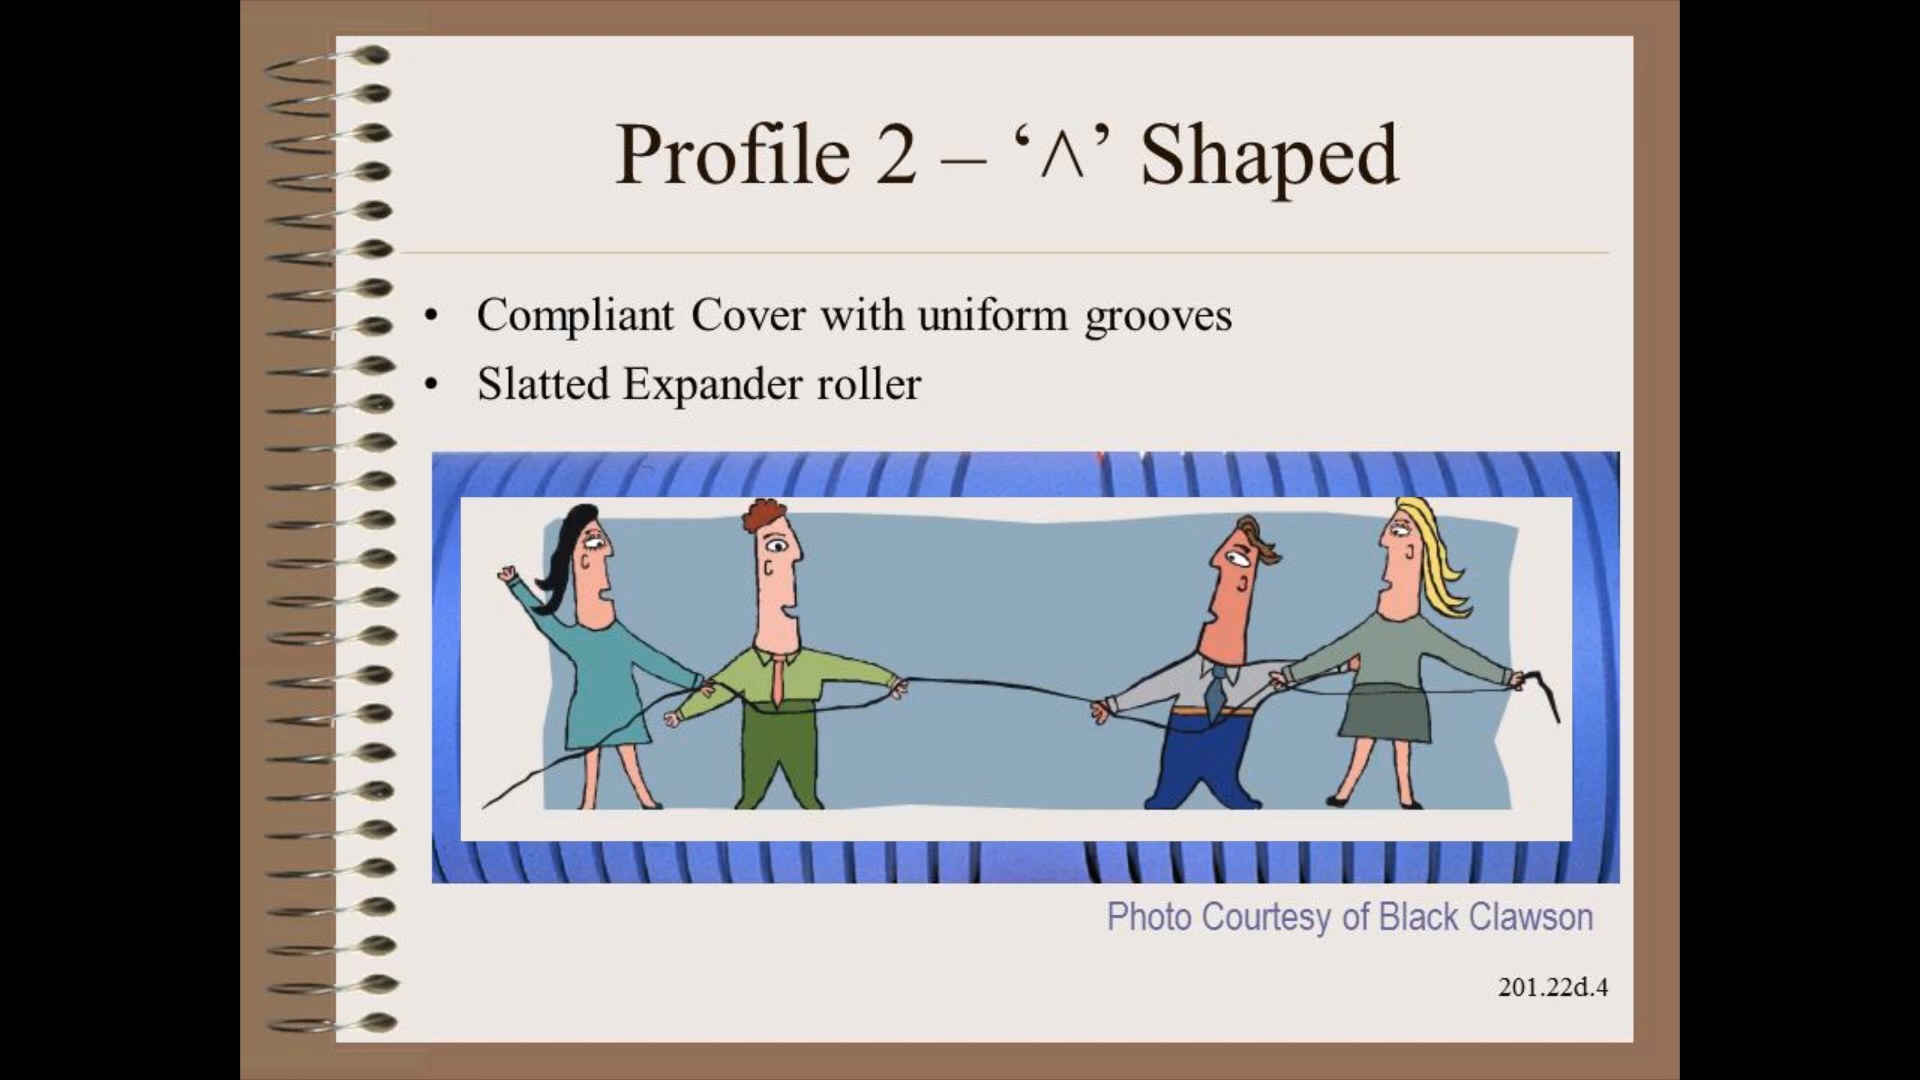 Profile 2 – ‘^’ Shaped
• Compliant Cover with uniform grooves
• Slatted Expander roller
Photo Courtesy of Black Clawson
201.22d.4